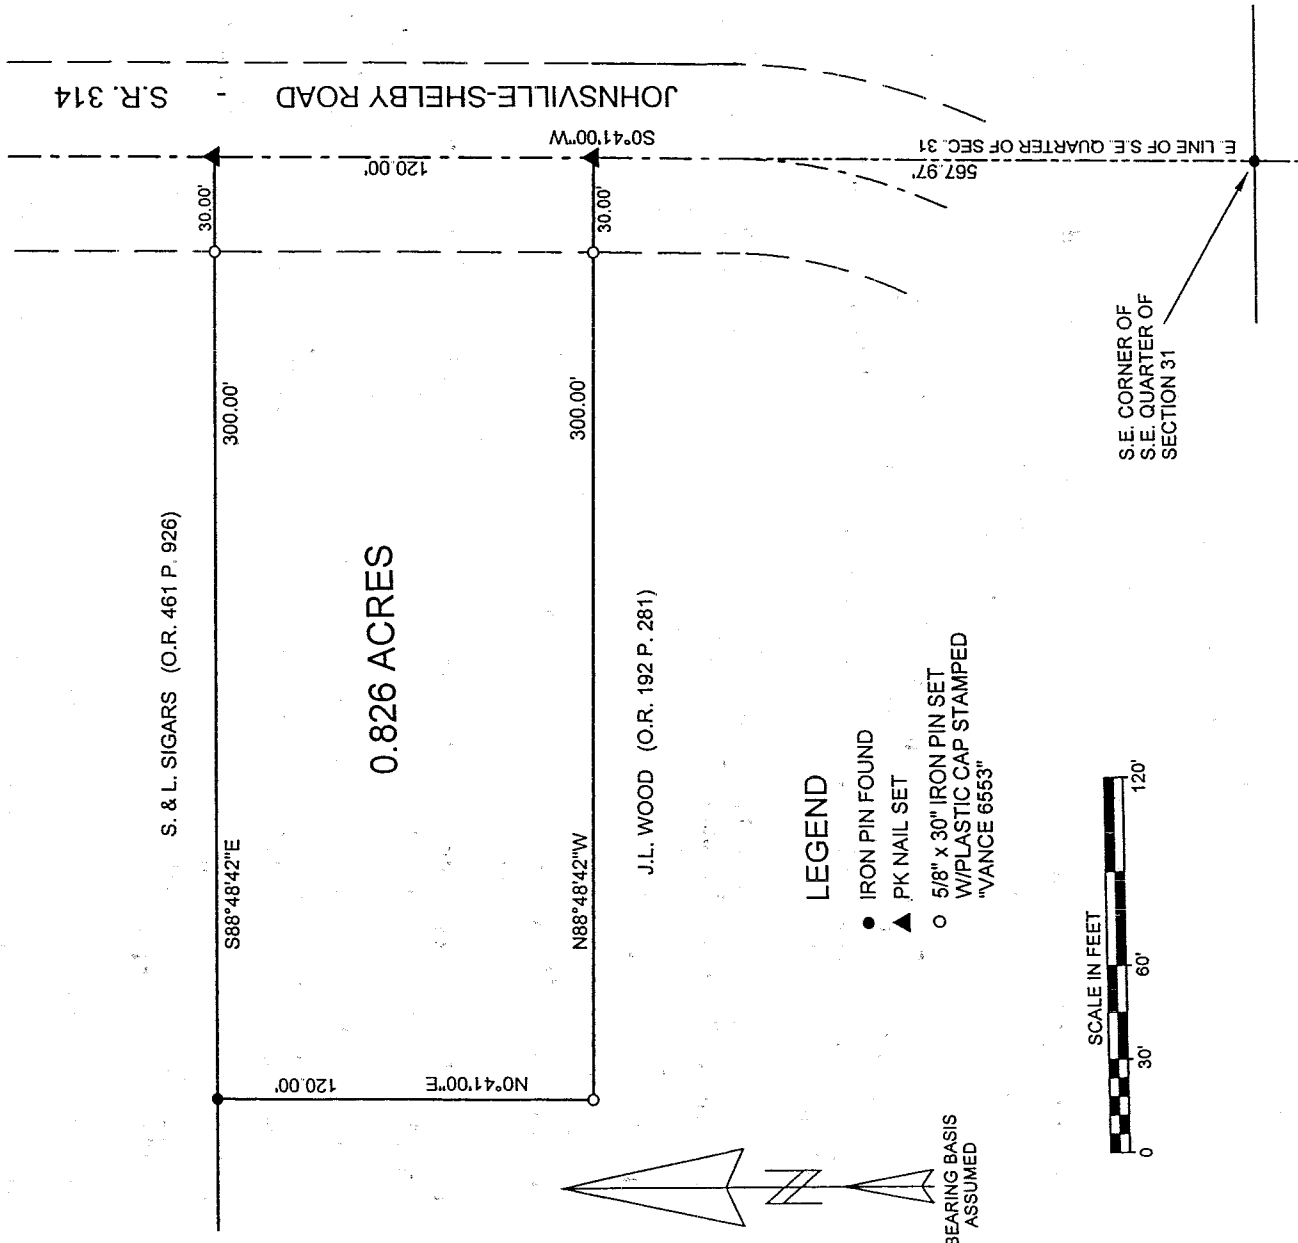 JOHNSVILLE-SHELBY ROAD - S.R. 314
S0°41'00"W
120.00'
30.00'
30.00'
E. LINE OF S.E. QUARTER OF SEC. 31
567.97'
S. & L. SIGARS (O.R. 461 P. 926)
S88°48'42"E
300.00'
0.826 ACRES
N88°48'42"W
300.00'
J.L. WOOD (O.R. 192 P. 281)
N0°41'00"E
120.00'
S.E. CORNER OF
S.E. QUARTER OF
SECTION 31
LEGEND
IRON PIN FOUND
PK NAIL SET
5/8" x 30" IRON PIN SET
W/PLASTIC CAP STAMPED
"VANCE 6553"
SCALE IN FEET
0 30' 60' 120'
N
BEARING BASIS
ASSUMED